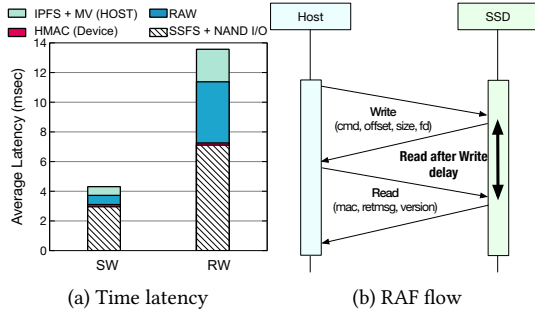 IPFS + MV (HOST)
RAW
HMAC (Device)
SSFS + NAND I/O
Average Latency (msec)
14
12
10
8
6
4
2
0
SW
RW
(a) Time latency
Host
SSD
Write
(cmd, offset, size, fd)
Read after Write
delay
Read
(mac, retmsg, version)
(b) RAF flow